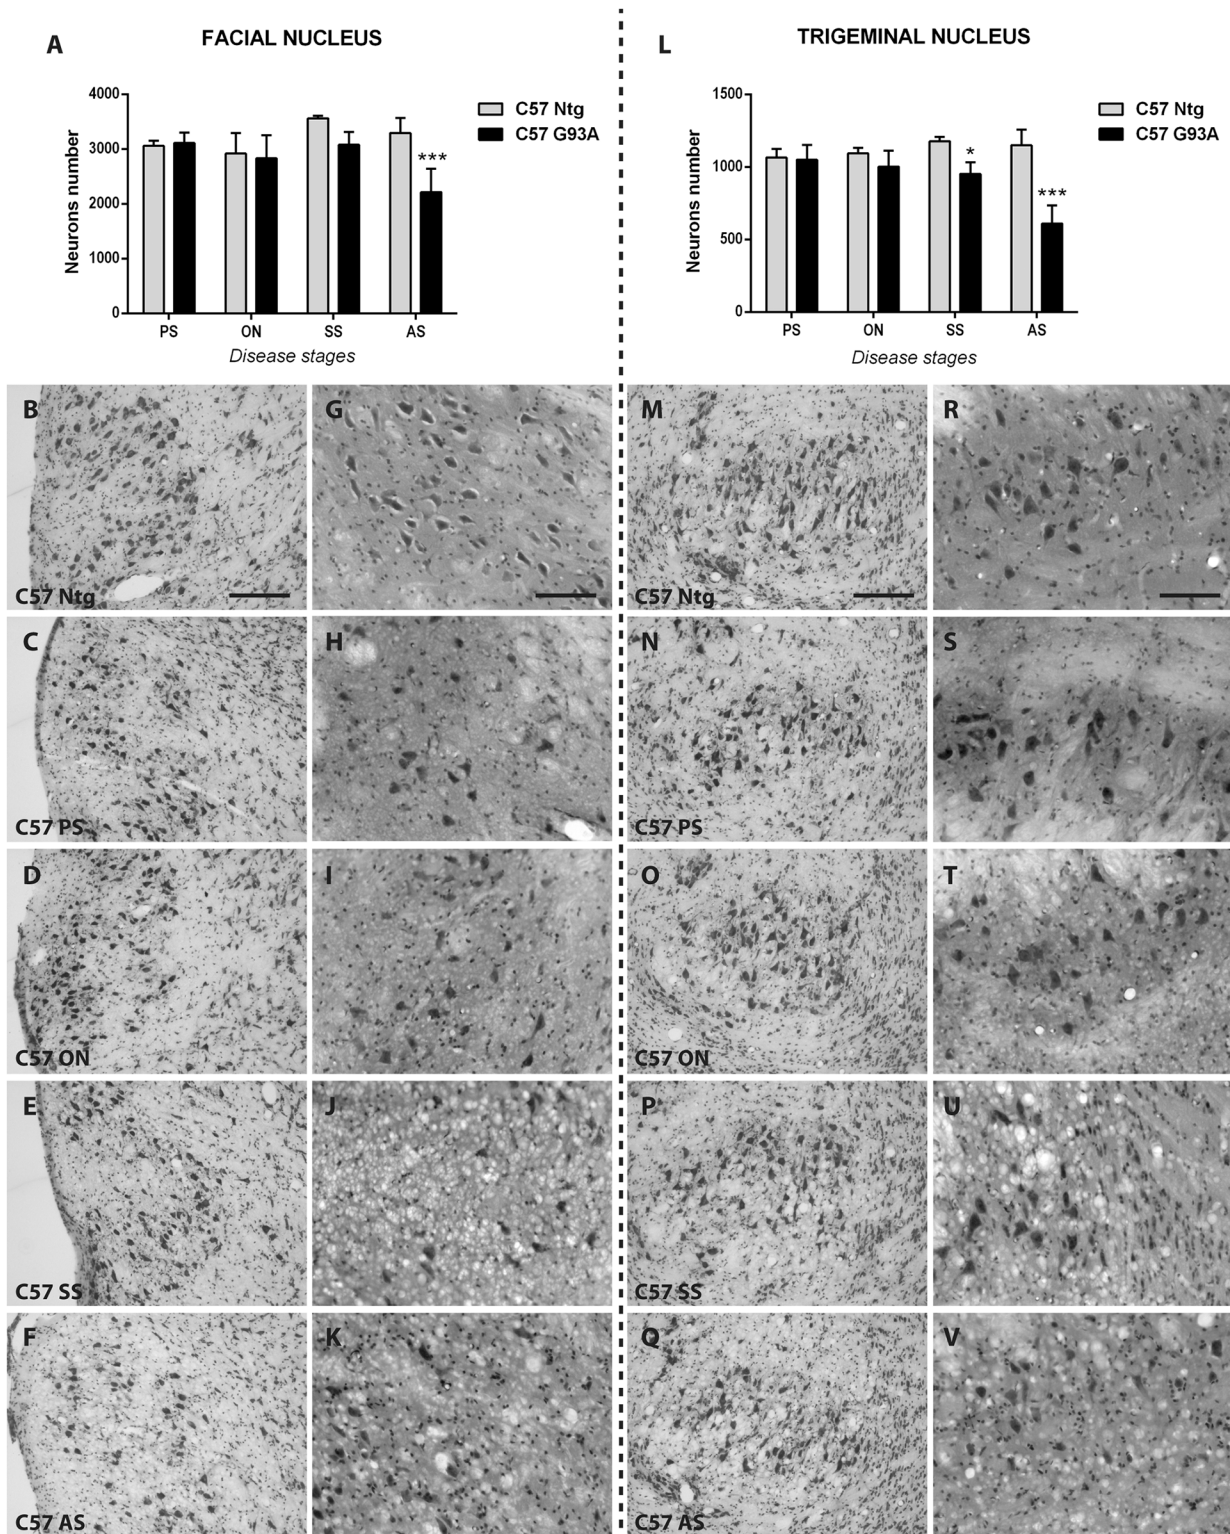 A
FACIAL NUCLEUS
4000
3000
2000
1000
0
Neurons number
C57 Ntg
C57 G93A
***
PS
ON
SS
AS
Disease stages
L
TRIGEMINAL NUCLEUS
1500
1000
500
0
Neurons number
C57 Ntg
C57 G93A
*
***
PS
ON
SS
AS
Disease stages
B
C57 Ntg
G
M
C57 Ntg
R
C
C57 PS
H
N
C57 PS
S
D
C57 ON
I
O
C57 ON
T
E
C57 SS
J
P
C57 SS
U
F
C57 AS
K
Q
C57 AS
V